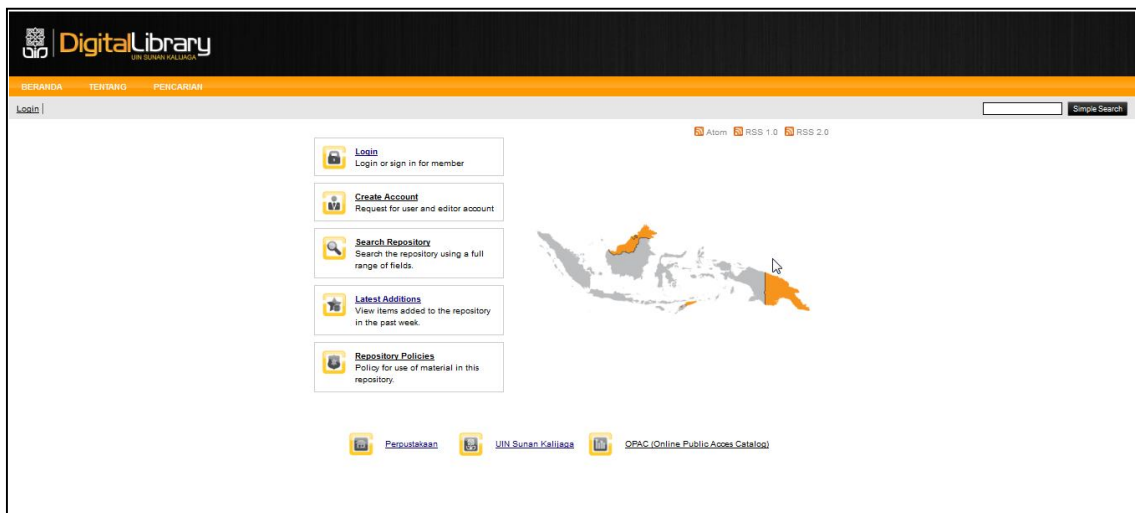 DigitalLibrary
UIN SUNAN KALIJAGA
BERANDA TENTANG PENCARIAN
Login
Simple Search
Atom RSS 1.0 RSS 2.0
Login
Login or sign in for member
Create Account
Request for user and editor account
Search Repository
Search the repository using a full
range of fields.
Latest Additions
View items added to the repository
in the past week.
Repository Policies
Policy for use of material in this
repository.
Perpustakaan UIN Sunan Kalijaga OPAC (Online Public Acces Catalog)